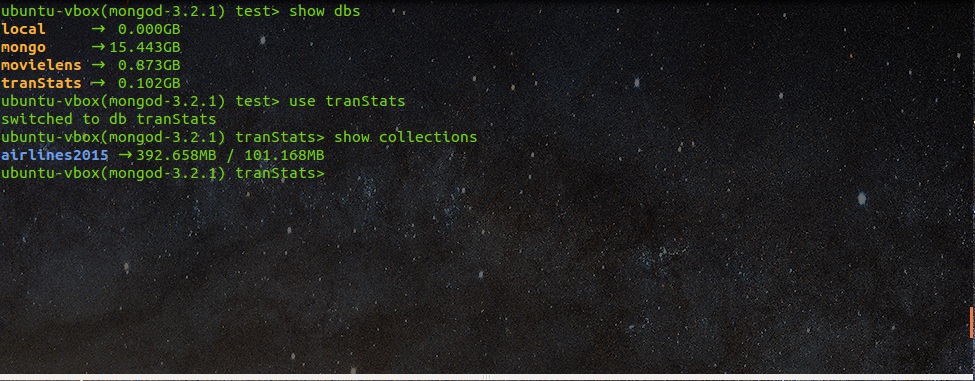 ubuntu-vbox(mongod-3.2.1) test> show dbs
local     → 0.000GB
mongo     →15.443GB
movielens → 0.873GB
tranStats → 0.102GB
ubuntu-vbox(mongod-3.2.1) test> use tranStats
switched to db tranStats
ubuntu-vbox(mongod-3.2.1) tranStats> show collections
airlines2015 →392.658MB / 101.168MB
ubuntu-vbox(mongod-3.2.1) tranStats>